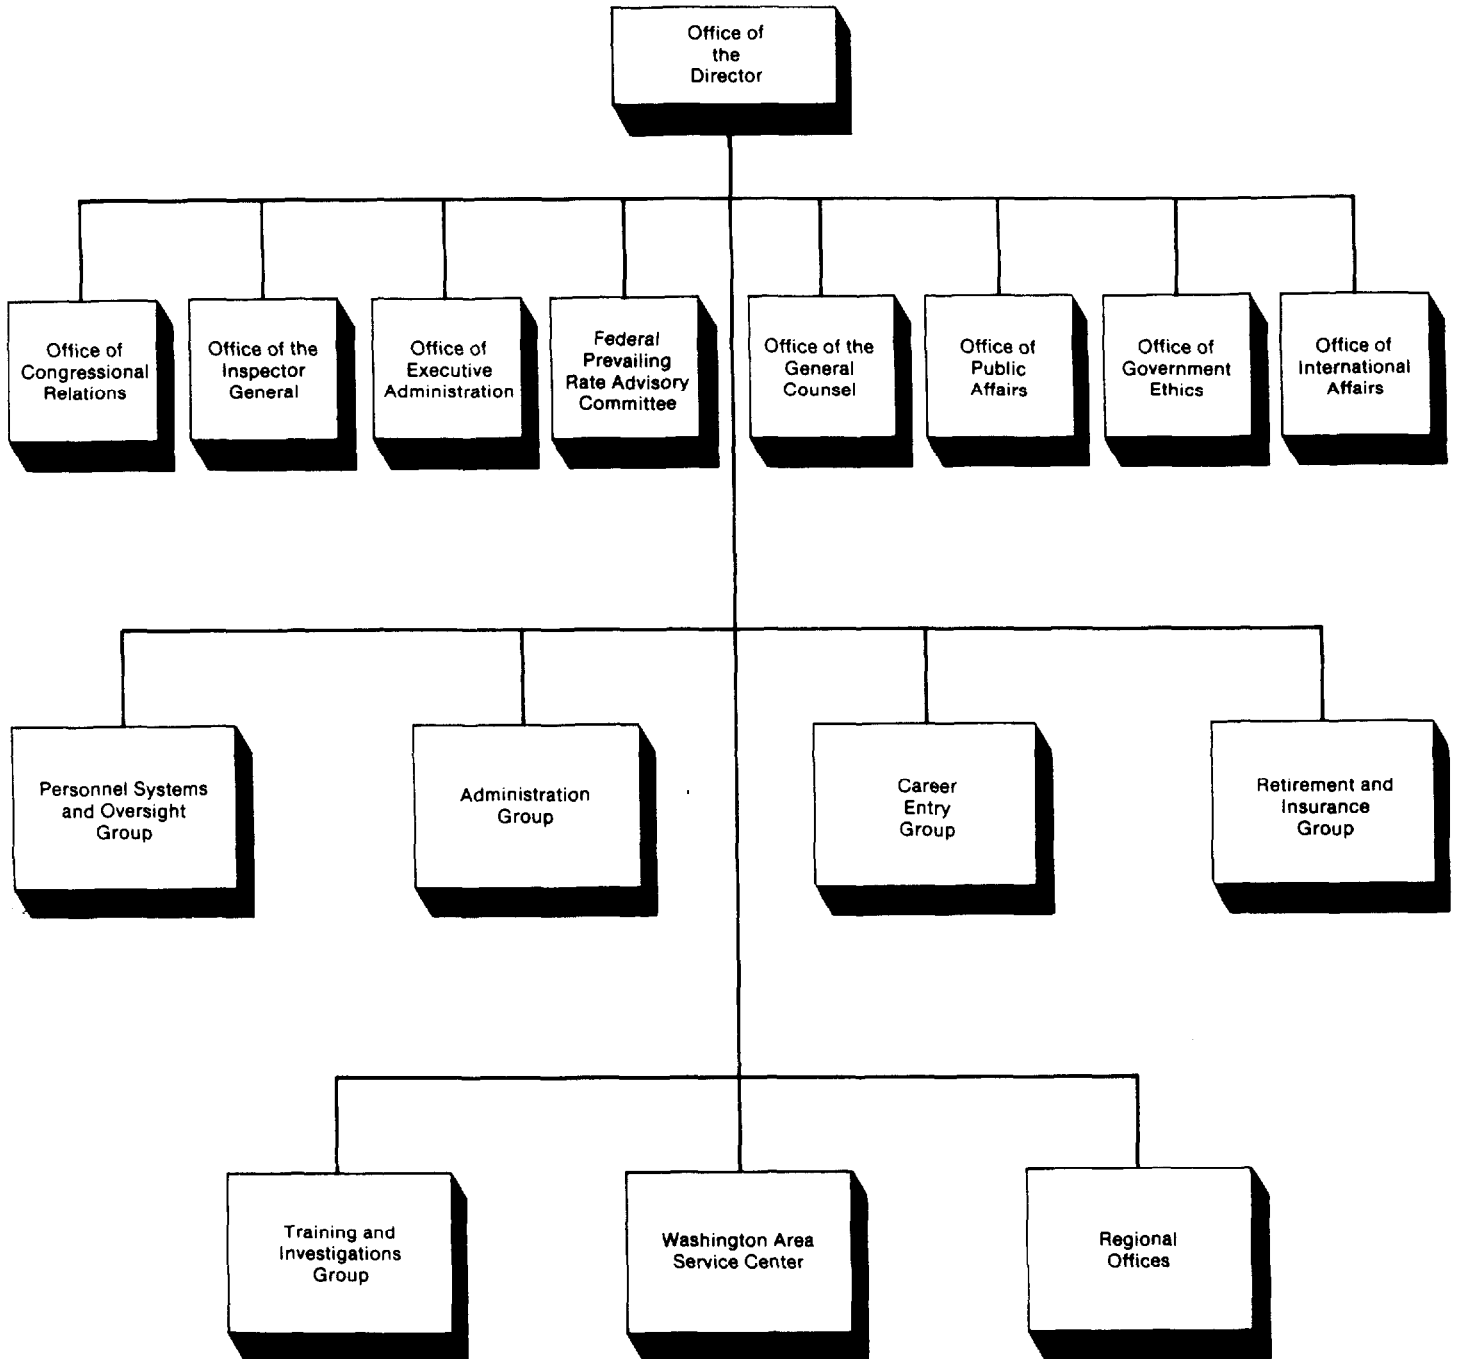 Office of
the
Director
Office of
Congressional
Relations
Office of the
Inspector
General
Office of
Executive
Administration
Federal
Prevailing
Rate Advisory
Committee
Office of the
General
Counsel
Office of
Public
Affairs
Office of
Government
Ethics
Office of
International
Affairs
Personnel Systems
and Oversight
Group
Administration
Group
Career
Entry
Group
Retirement and
Insurance
Group
Training and
Investigations
Group
Washington Area
Service Center
Regional
Offices